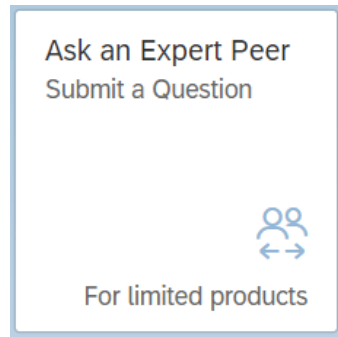 Ask an Expert Peer
Submit a Question
For limited products